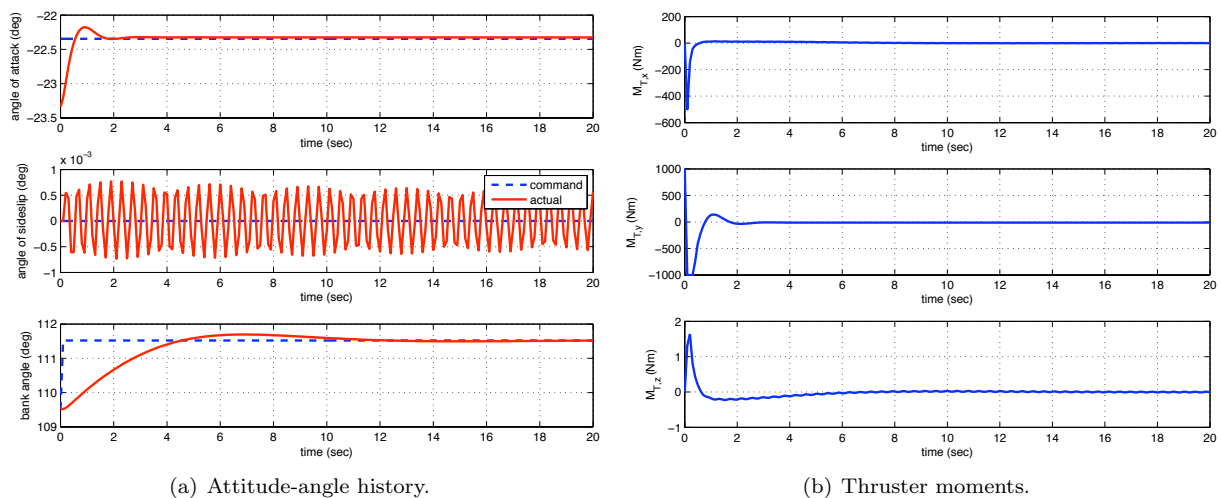 angle of attack (deg)
-22
-22.5
-23
-23.5
0 2 4 6 8 10 12 14 16 18 20
time (sec)
x 10⁻³
angle of sideslip (deg)
1
0.5
0
-0.5
-1
command
actual
0 2 4 6 8 10 12 14 16 18 20
time (sec)
bank angle (deg)
112
111
110
109
0 2 4 6 8 10 12 14 16 18 20
time (sec)
(a) Attitude-angle history.
M_T,x (Nm)
200
0
-200
-400
-600
0 2 4 6 8 10 12 14 16 18 20
time (sec)
M_T,y (Nm)
1000
500
0
-500
-1000
0 2 4 6 8 10 12 14 16 18 20
time (sec)
M_T,z (Nm)
2
1
0
-1
0 2 4 6 8 10 12 14 16 18 20
time (sec)
(b) Thruster moments.